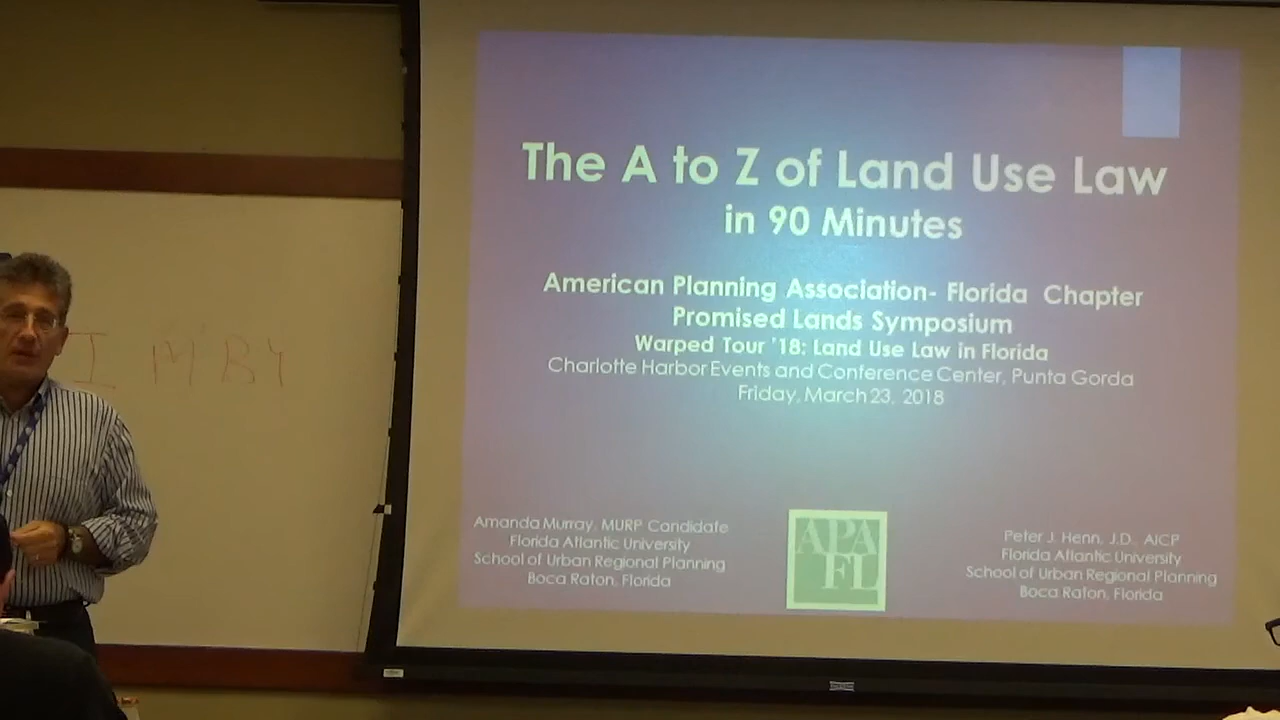 I M BY
The A to Z of Land Use Law
in 90 Minutes
American Planning Association- Florida Chapter
Promised Lands Symposium
Warped Tour '18: Land Use Law in Florida
Charlotte Harbor Events and Conference Center, Punta Gorda
Friday, March 23, 2018
Amanda Murray, MURP Candidate
Florida Atlantic University
School of Urban Regional Planning
Boca Raton, Florida
APA
FL
Peter J. Henn, J.D. AICP
Florida Atlantic University
School of Urban Regional Planning
Boca Raton, Florida